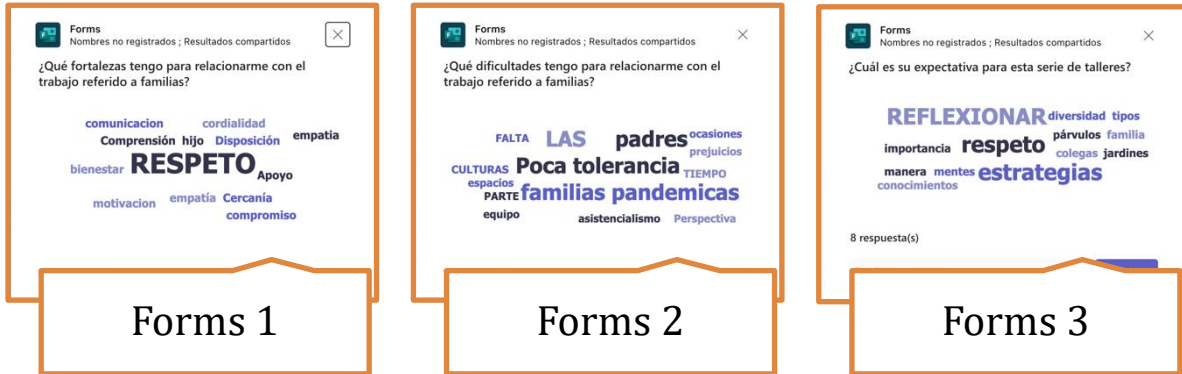 Forms
Nombres no registrados ; Resultados compartidos
¿Qué fortalezas tengo para relacionarme con el
trabajo referido a familias?
comunicacion cordialidad
Comprensión hijo Disposición empatia
bienestar RESPETO Apoyo
motivacion empatía Cercanía
compromiso
Forms 1
Forms
Nombres no registrados ; Resultados compartidos
¿Qué dificultades tengo para relacionarme con el
trabajo referido a familias?
FALTA LAS padres ocasiones
prejuicios
CULTURAS Poca tolerancia TIEMPO
espacios
PARTE familias pandemicas
equipo asistencialismo Perspectiva
Forms 2
Forms
Nombres no registrados ; Resultados compartidos
¿Cuál es su expectativa para esta serie de talleres?
REFLEXIONAR diversidad tipos
importancia respeto párvulos familia
colegas jardines
manera mentes estrategias
conocimientos
8 respuesta(s)
Forms 3